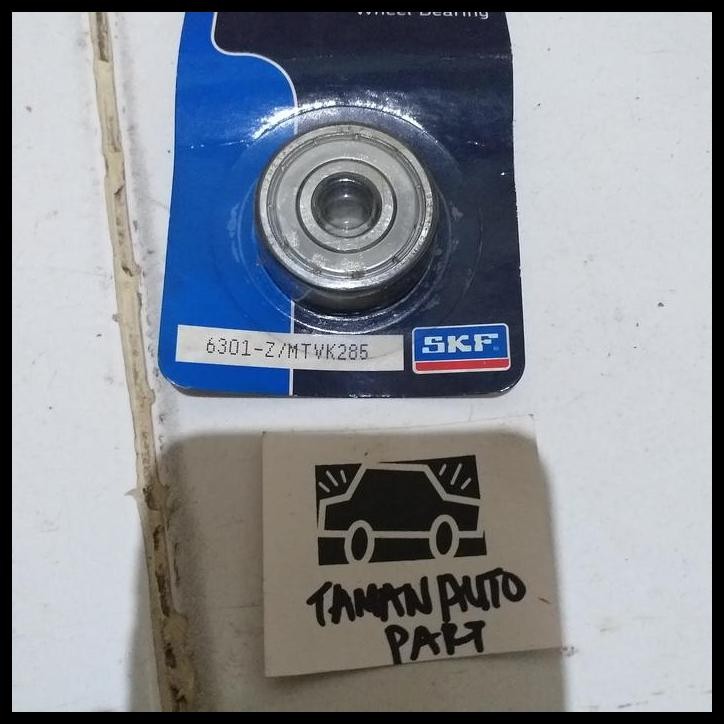 Wheel Bearing
6301-Z/MTVK285
SKF
TAMAN AUTO
PART